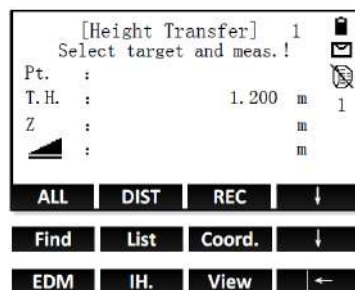 [Height Transfer] 1
Select target and meas.!
Pt. :
T.H. : 1.200 m
1
Z : m
: m
ALL DIST REC ↓
Find List Coord. ↓
EDM IH. View |←